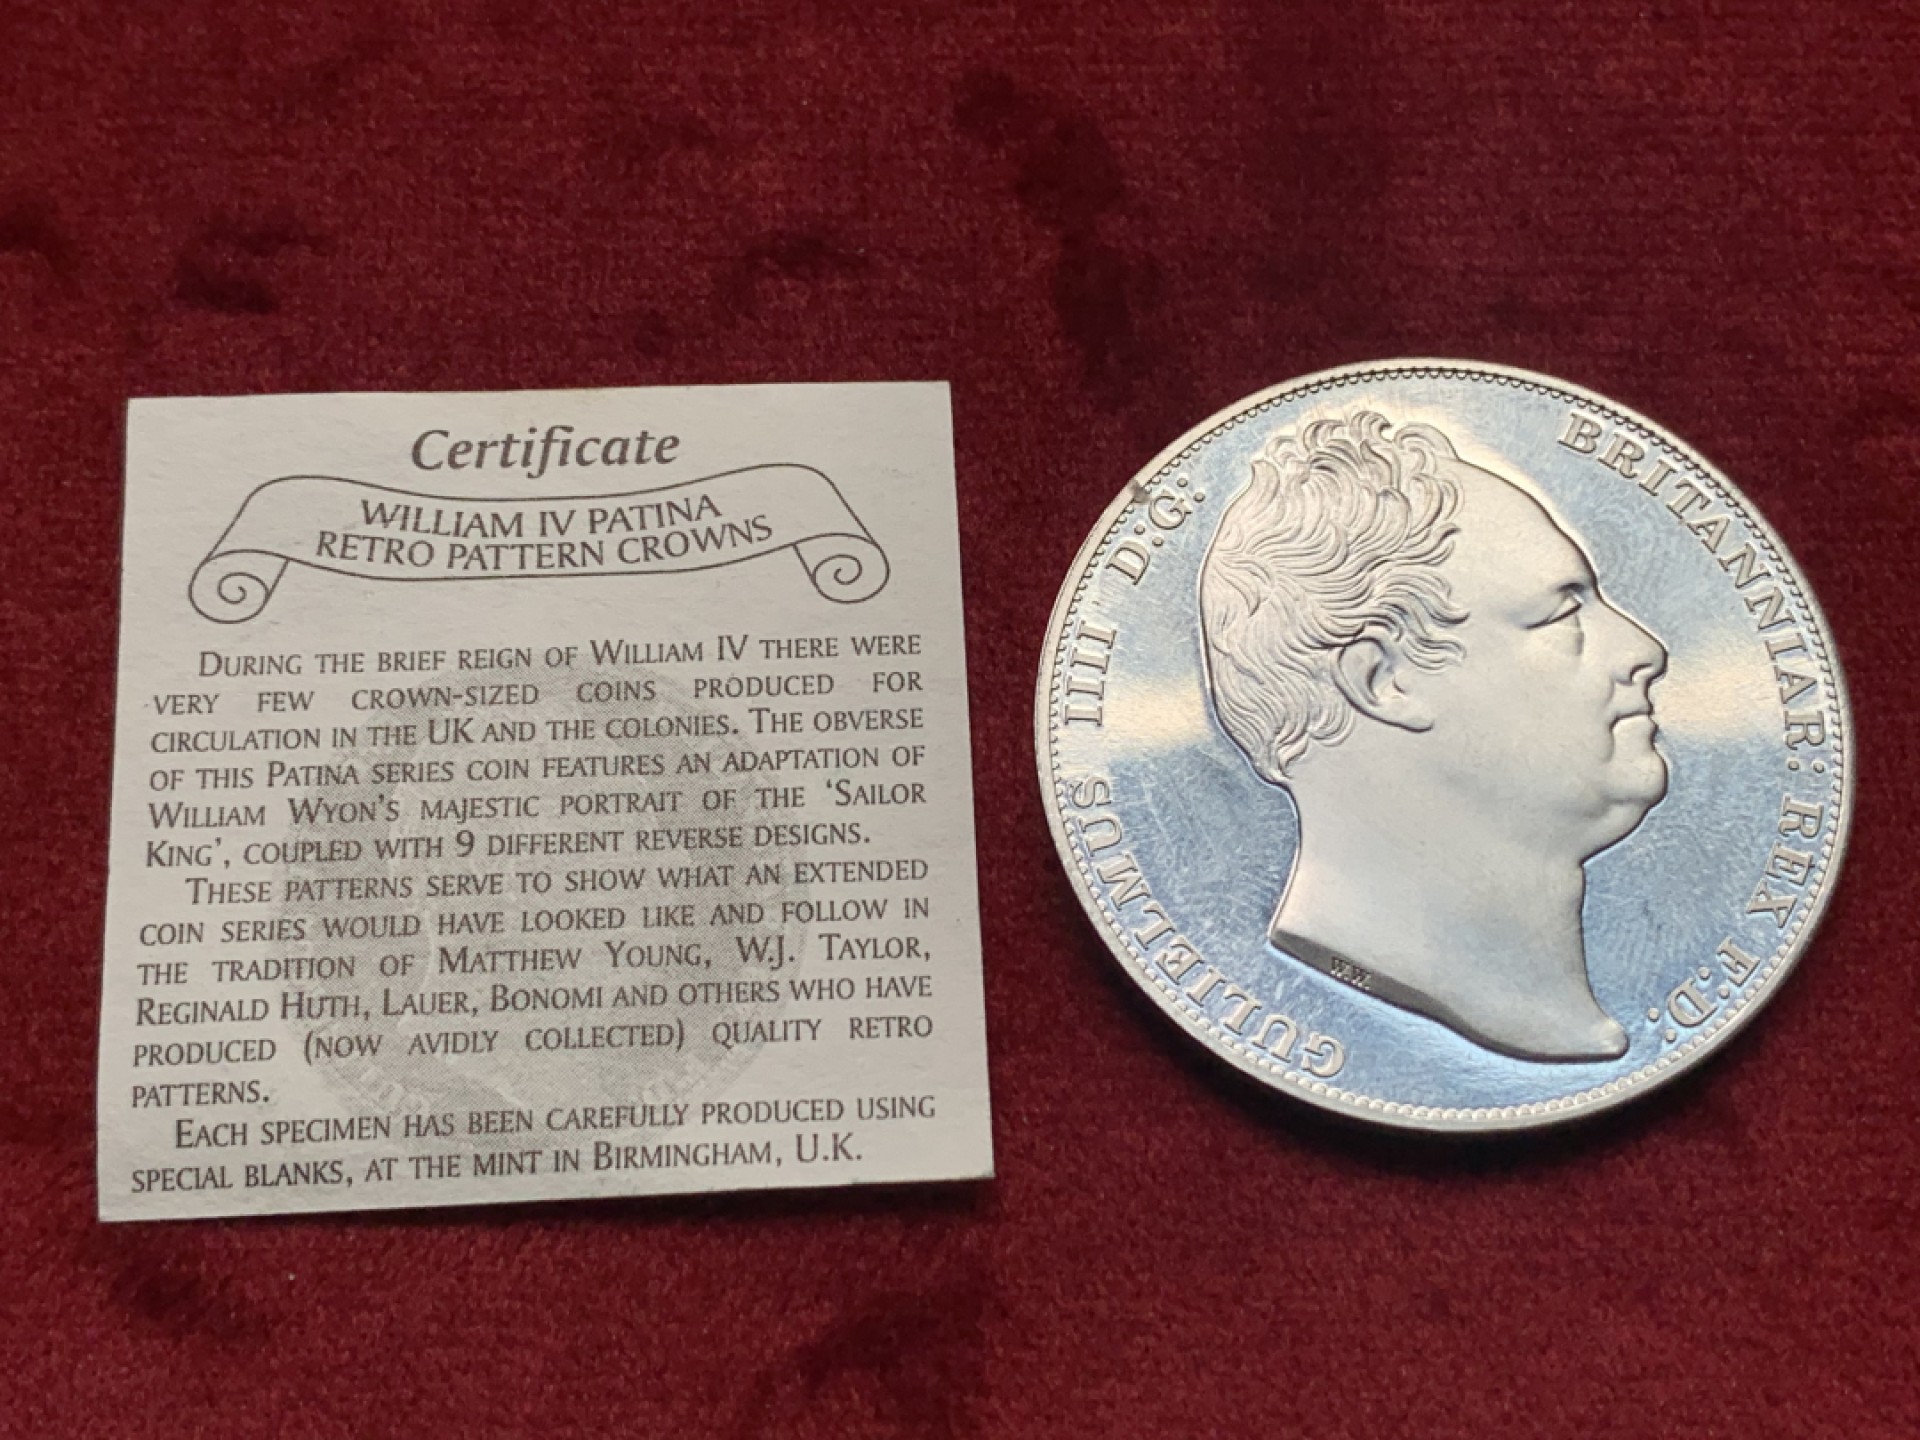 Certificate
WILLIAM IV PATINA
RETRO PATTERN CROWNS
DURING THE BRIEF REIGN OF WILLIAM IV THERE WERE
VERY FEW CROWN-SIZED COINS PRODUCED FOR
CIRCULATION IN THE UK AND THE COLONIES. THE OBVERSE
OF THIS PATINA SERIES COIN FEATURES AN ADAPTATION OF
WILLIAM WYON'S MAJESTIC PORTRAIT OF THE 'SAILOR
KING', COUPLED WITH 9 DIFFERENT REVERSE DESIGNS.
THESE PATTERNS SERVE TO SHOW WHAT AN EXTENDED
COIN SERIES WOULD HAVE LOOKED LIKE AND FOLLOW IN
THE TRADITION OF MATTHEW YOUNG, W.J. TAYLOR,
REGINALD HUTH, LAUER, BONOMI AND OTHERS WHO HAVE
PRODUCED (NOW AVIDLY COLLECTED) QUALITY RETRO
PATTERNS.
EACH SPECIMEN HAS BEEN CAREFULLY PRODUCED USING
SPECIAL BLANKS, AT THE MINT IN BIRMINGHAM, U.K.
GULIELMUS IIII D:G: BRITANNIAR: REX F:D:
W.W.